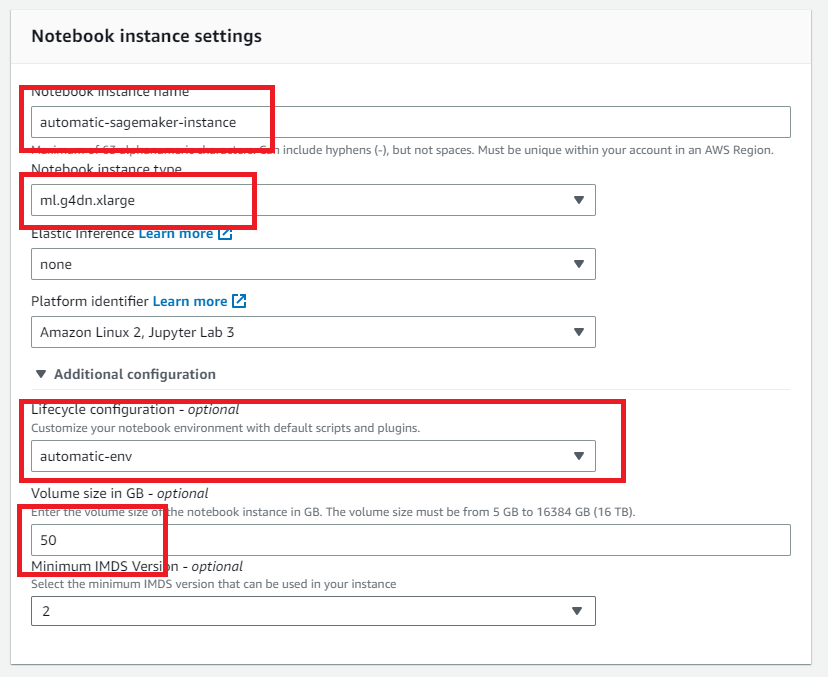 Notebook instance settings
Notebook instance name
automatic-sagemaker-instance
Maximum of 63 alphanumeric characters. Can include hyphens (-), but not spaces. Must be unique within your account in an AWS Region.
Notebook instance type
ml.g4dn.xlarge
Elastic Inference Learn more
none
Platform identifier Learn more
Amazon Linux 2, Jupyter Lab 3
Additional configuration
Lifecycle configuration - optional
Customize your notebook environment with default scripts and plugins.
automatic-env
Volume size in GB - optional
Enter the volume size of the notebook instance in GB. The volume size must be from 5 GB to 16384 GB (16 TB).
50
Minimum IMDS Version - optional
Select the minimum IMDS version that can be used in your instance
2